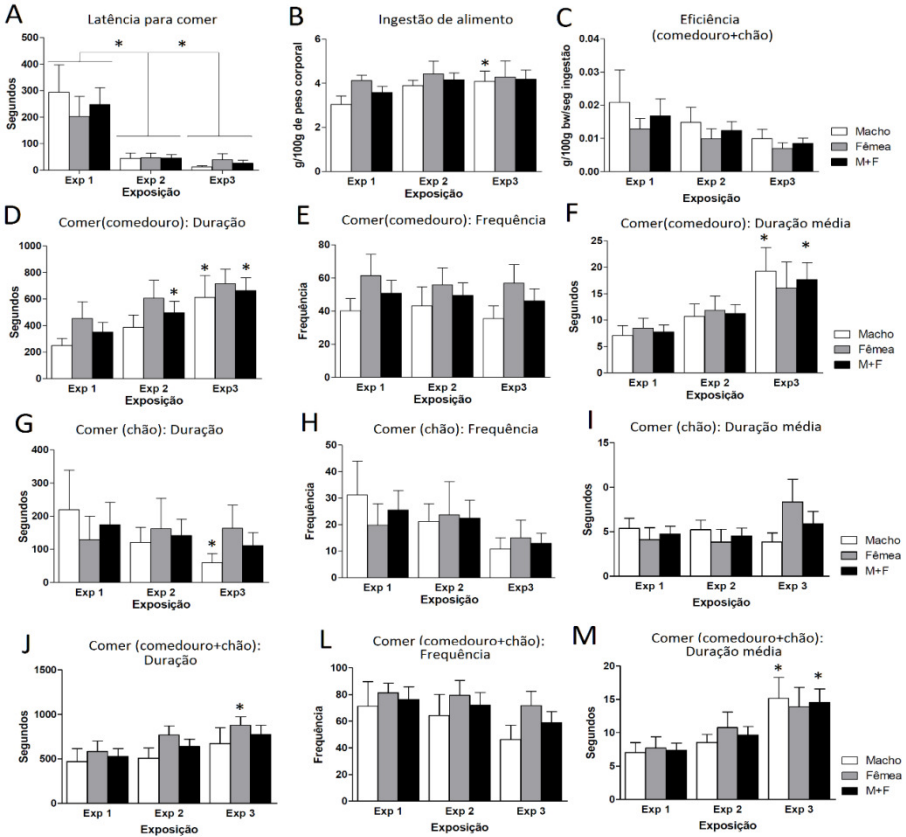 A
Latência para comer
Segundos
500
400
300
200
100
0
*
*
Exp 1
Exp 2
Exp3
Exposição
B
Ingestão de alimento
g/100g de peso corporal
6
4
2
0
*
Exp 1
Exp 2
Exp3
Exposição
C
Eficiência
(comedouro+chão)
g/100g bw/seg ingestão
0.04
0.03
0.02
0.01
0.00
Exp 1
Exp 2
Exp3
Exposição
Macho
Fêmea
M+F
D
Comer(comedouro): Duração
Segundos
1000
800
600
400
200
0
*
*
*
Exp 1
Exp 2
Exp3
Exposição
E
Comer(comedouro): Frequência
Frequência
80
60
40
20
0
Exp 1
Exp 2
Exp3
Exposição
F
Comer(comedouro): Duração média
Segundos
25
20
15
10
5
0
*
*
Exp 1
Exp 2
Exp3
Exposição
Macho
Fêmea
M+F
G
Comer (chão): Duração
Segundos
400
300
200
100
0
*
Exp 1
Exp 2
Exp3
Exposição
H
Comer (chão): Frequência
Frequência
50
40
30
20
10
0
Exp 1
Exp 2
Exp3
Exposição
I
Comer (chão): Duração média
Segundos
5
0
5
0
Exp 1
Exp 2
Exp 3
Exposição
Macho
Fêmea
M+F
J
Comer (comedouro+chão):
Duração
Segundos
1500
1000
500
0
*
Exp 1
Exp 2
Exp 3
Exposição
L
Comer (comedouro+chão):
Frequência
Frequência
100
80
60
40
20
0
Exp 1
Exp 2
Exp 3
Exposição
M
Comer (comedouro+chão):
Duração média
Segundos
20
15
10
5
0
*
*
Exp 1
Exp 2
Exp 3
Exposição
Macho
Fêmea
M+F